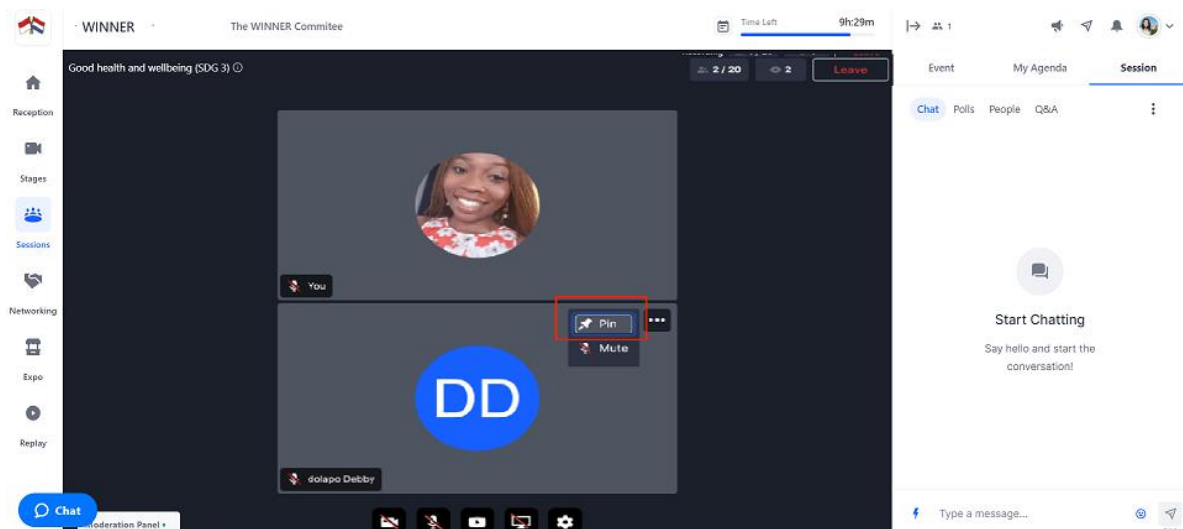 WINNER
The WINNER Commitee
Time Left
9h:29m
1
Reception
Stages
Sessions
Networking
Expo
Replay
Chat
Good health and wellbeing (SDG 3)
2 / 20
2
Leave
You
Pin
Mute
DD
dolapo Debby
oderation Panel
Event
My Agenda
Session
Chat
Polls
People
Q&A
Start Chatting
Say hello and start the
conversation!
Type a message...